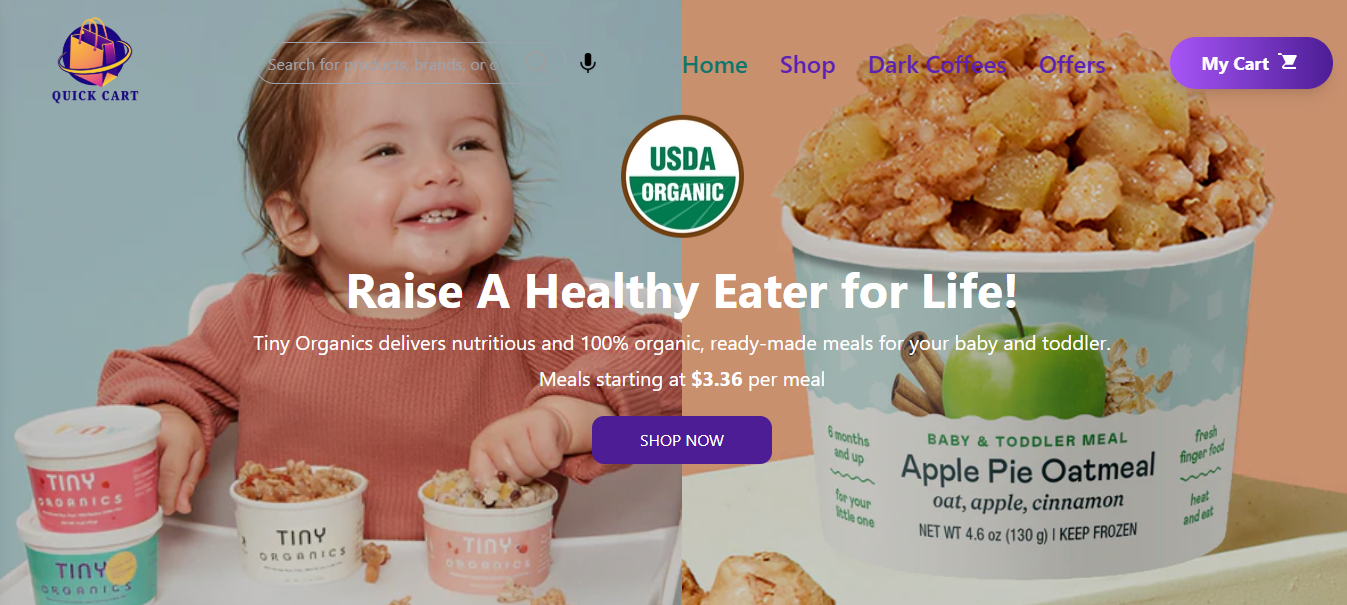 QUICK CART
Search for products, brands, or c
Home Shop Dark Coffees Offers
My Cart
USDA
ORGANIC
Raise A Healthy Eater for Life!
Tiny Organics delivers nutritious and 100% organic, ready-made meals for your baby and toddler.
Meals starting at $3.36 per meal
SHOP NOW
TINY
ORGANICS
TINY
ORGANICS
TINY
ORGANICS
TINY
ORGANICS
6 months
and up
for your
little one
BABY & TODDLER MEAL
Apple Pie Oatmeal
oat, apple, cinnamon
NET WT 4.6 oz (130 g) | KEEP FROZEN
fresh
finger food
heat
and eat